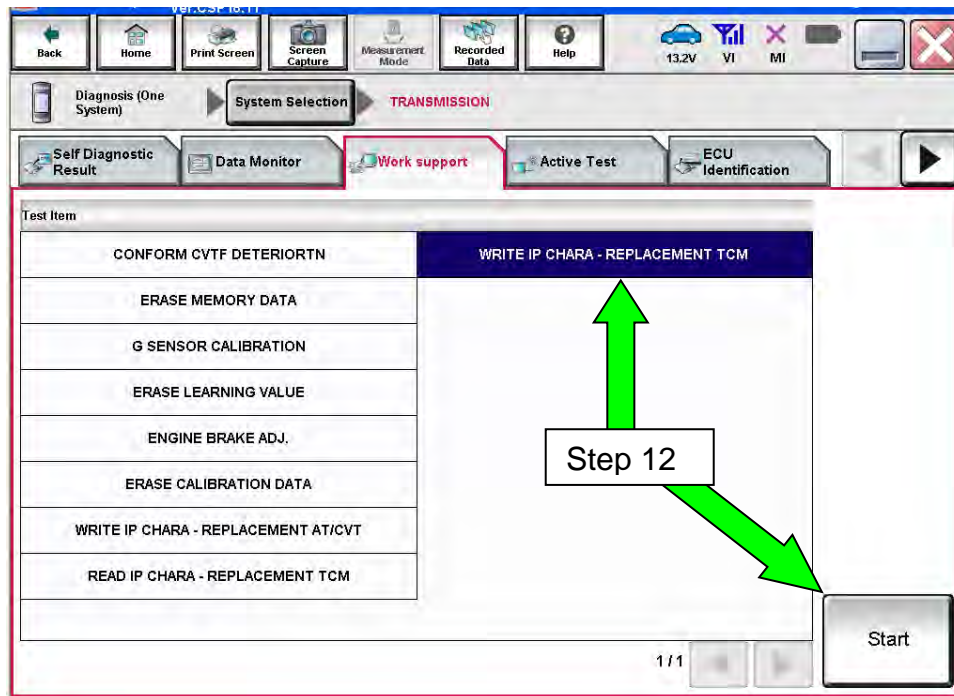 Ver.CSP16.11
Back
Home
Print Screen
Screen
Capture
Measurement
Mode
Recorded
Data
Help
13.2V
VI
MI
Diagnosis (One
System)
System Selection
TRANSMISSION
Self Diagnostic
Result
Data Monitor
Work support
Active Test
ECU
Identification
Test Item
CONFORM CVTF DETERIORTN
WRITE IP CHARA - REPLACEMENT TCM
ERASE MEMORY DATA
G SENSOR CALIBRATION
ERASE LEARNING VALUE
ENGINE BRAKE ADJ.
Step 12
ERASE CALIBRATION DATA
WRITE IP CHARA - REPLACEMENT AT/CVT
READ IP CHARA - REPLACEMENT TCM
Start
1/1